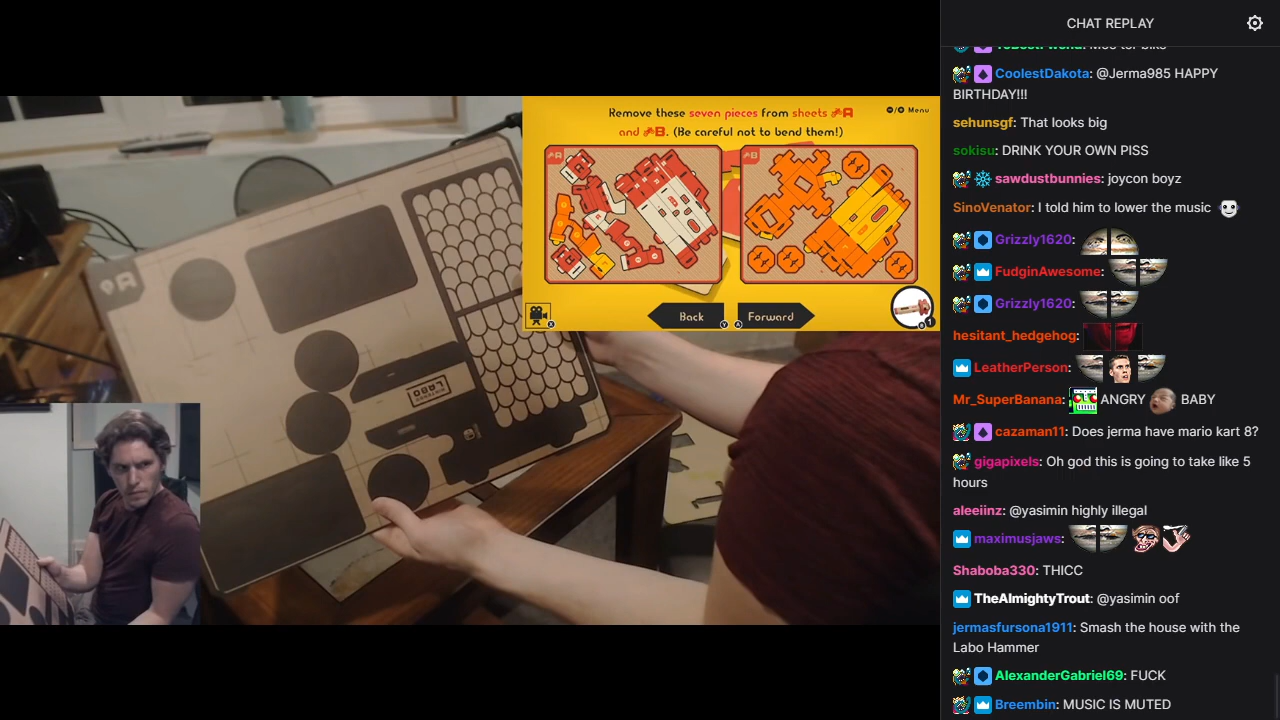 CHAT REPLAY
CoolestDakota: @Jerma985 HAPPY
BIRTHDAY!!!
sehunsgf: That looks big
sokisu: DRINK YOUR OWN PISS
sawdustbunnies: joycon boyz
SinoVenator: I told him to lower the music
Grizzly1620:
FudginAwesome:
Grizzly1620:
hesitant_hedgehog:
LeatherPerson:
Mr_SuperBanana: ANGRY BABY
cazaman11: Does jerma have mario kart 8?
gigapixels: Oh god this is going to take like 5
hours
aleeiinz: @yasimin highly illegal
maximusjaws:
Shaboba330: THICC
TheAlmightyTrout: @yasimin oof
jermasfursona1911: Smash the house with the
Labo Hammer
AlexanderGabriel69: FUCK
Breembin: MUSIC IS MUTED
Remove these seven pieces from sheets A
and B. (Be careful not to bend them!)
Menu
A
B
Back
Y
Forward
A
X
A
NINTENDO
LABO